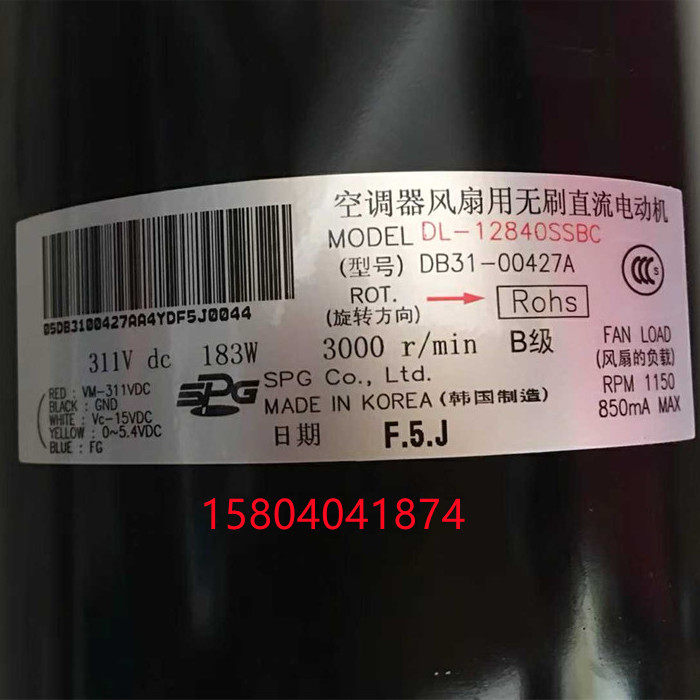 空调器风扇用无刷直流电动机
MODEL DL-12840SSBC
(型号) DB31-00427A
CCC S
ROT. → Rohs
(旋转方向)
05DB3100427AA4YDF5J0044
311V dc 183W 3000 r/min B级
FAN LOAD
(风扇的负载)
RPM 1150
850mA MAX
RED : VM-311VDC
BLACK : GND
WHITE : Vc-15VDC
YELLOW : 0~5.4VDC
BLUE : FG
SPG SPG Co., Ltd.
MADE IN KOREA (韩国制造)
日期 F.5.J
15804041874